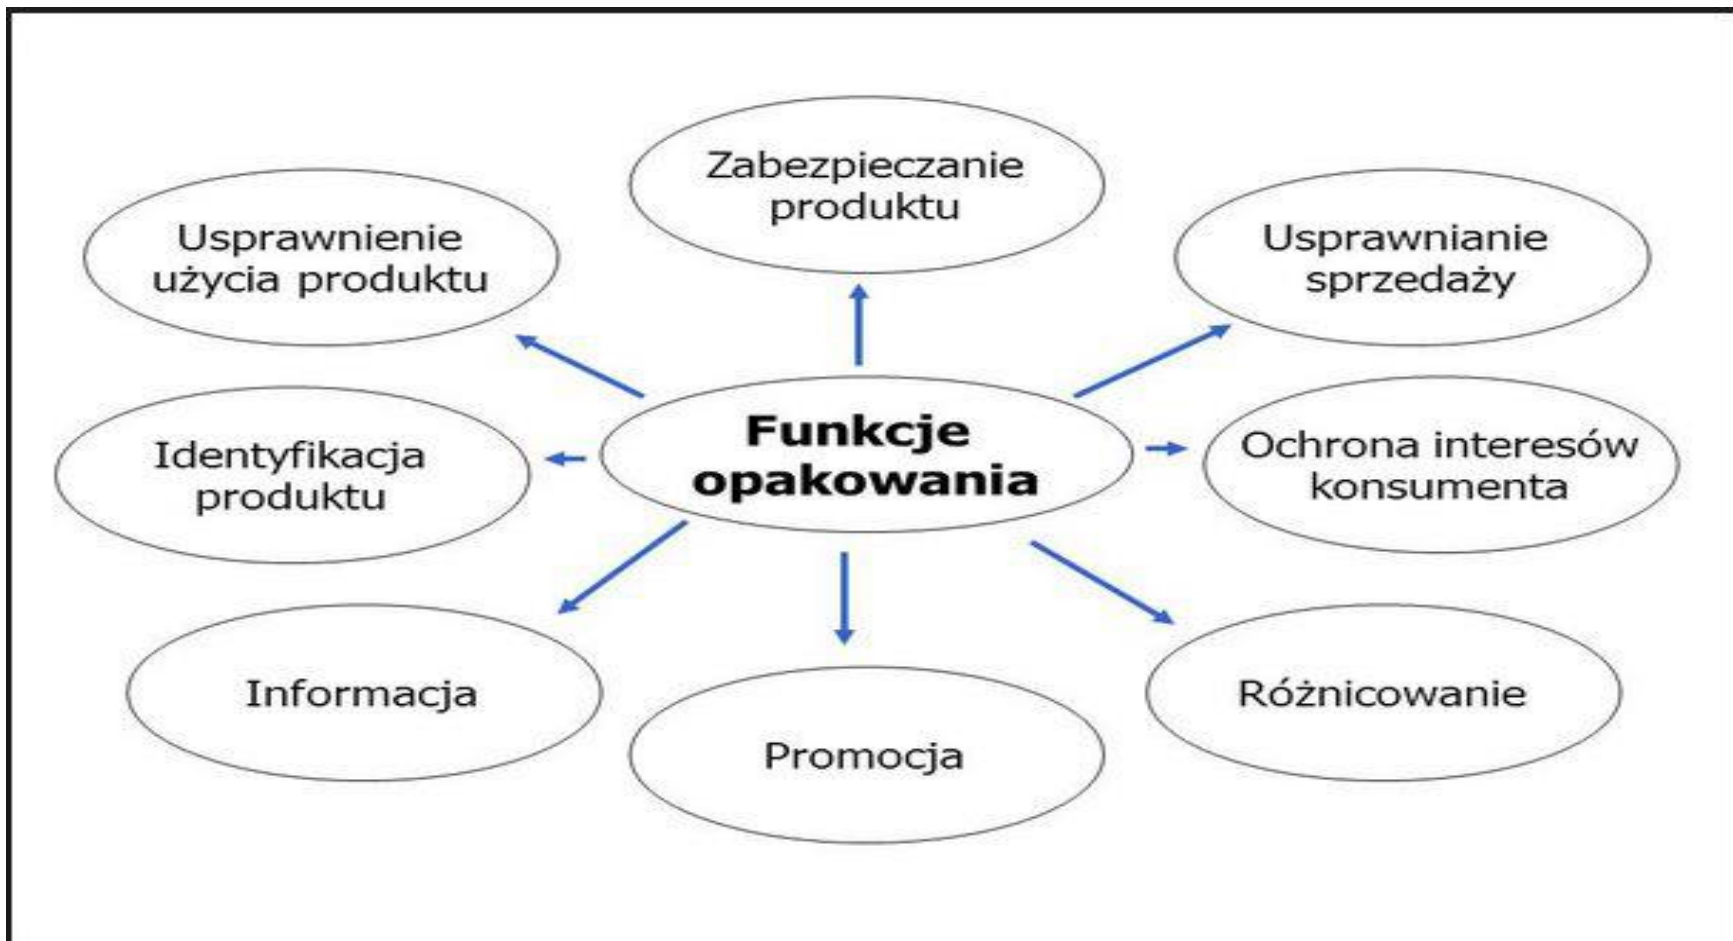 Zabezpieczanie
produktu
Usprawnienie
użycia produktu
Usprawnianie
sprzedaży
Funkcje
opakowania
Identyfikacja
produktu
Ochrona interesów
konsumenta
Informacja
Promocja
Różnicowanie